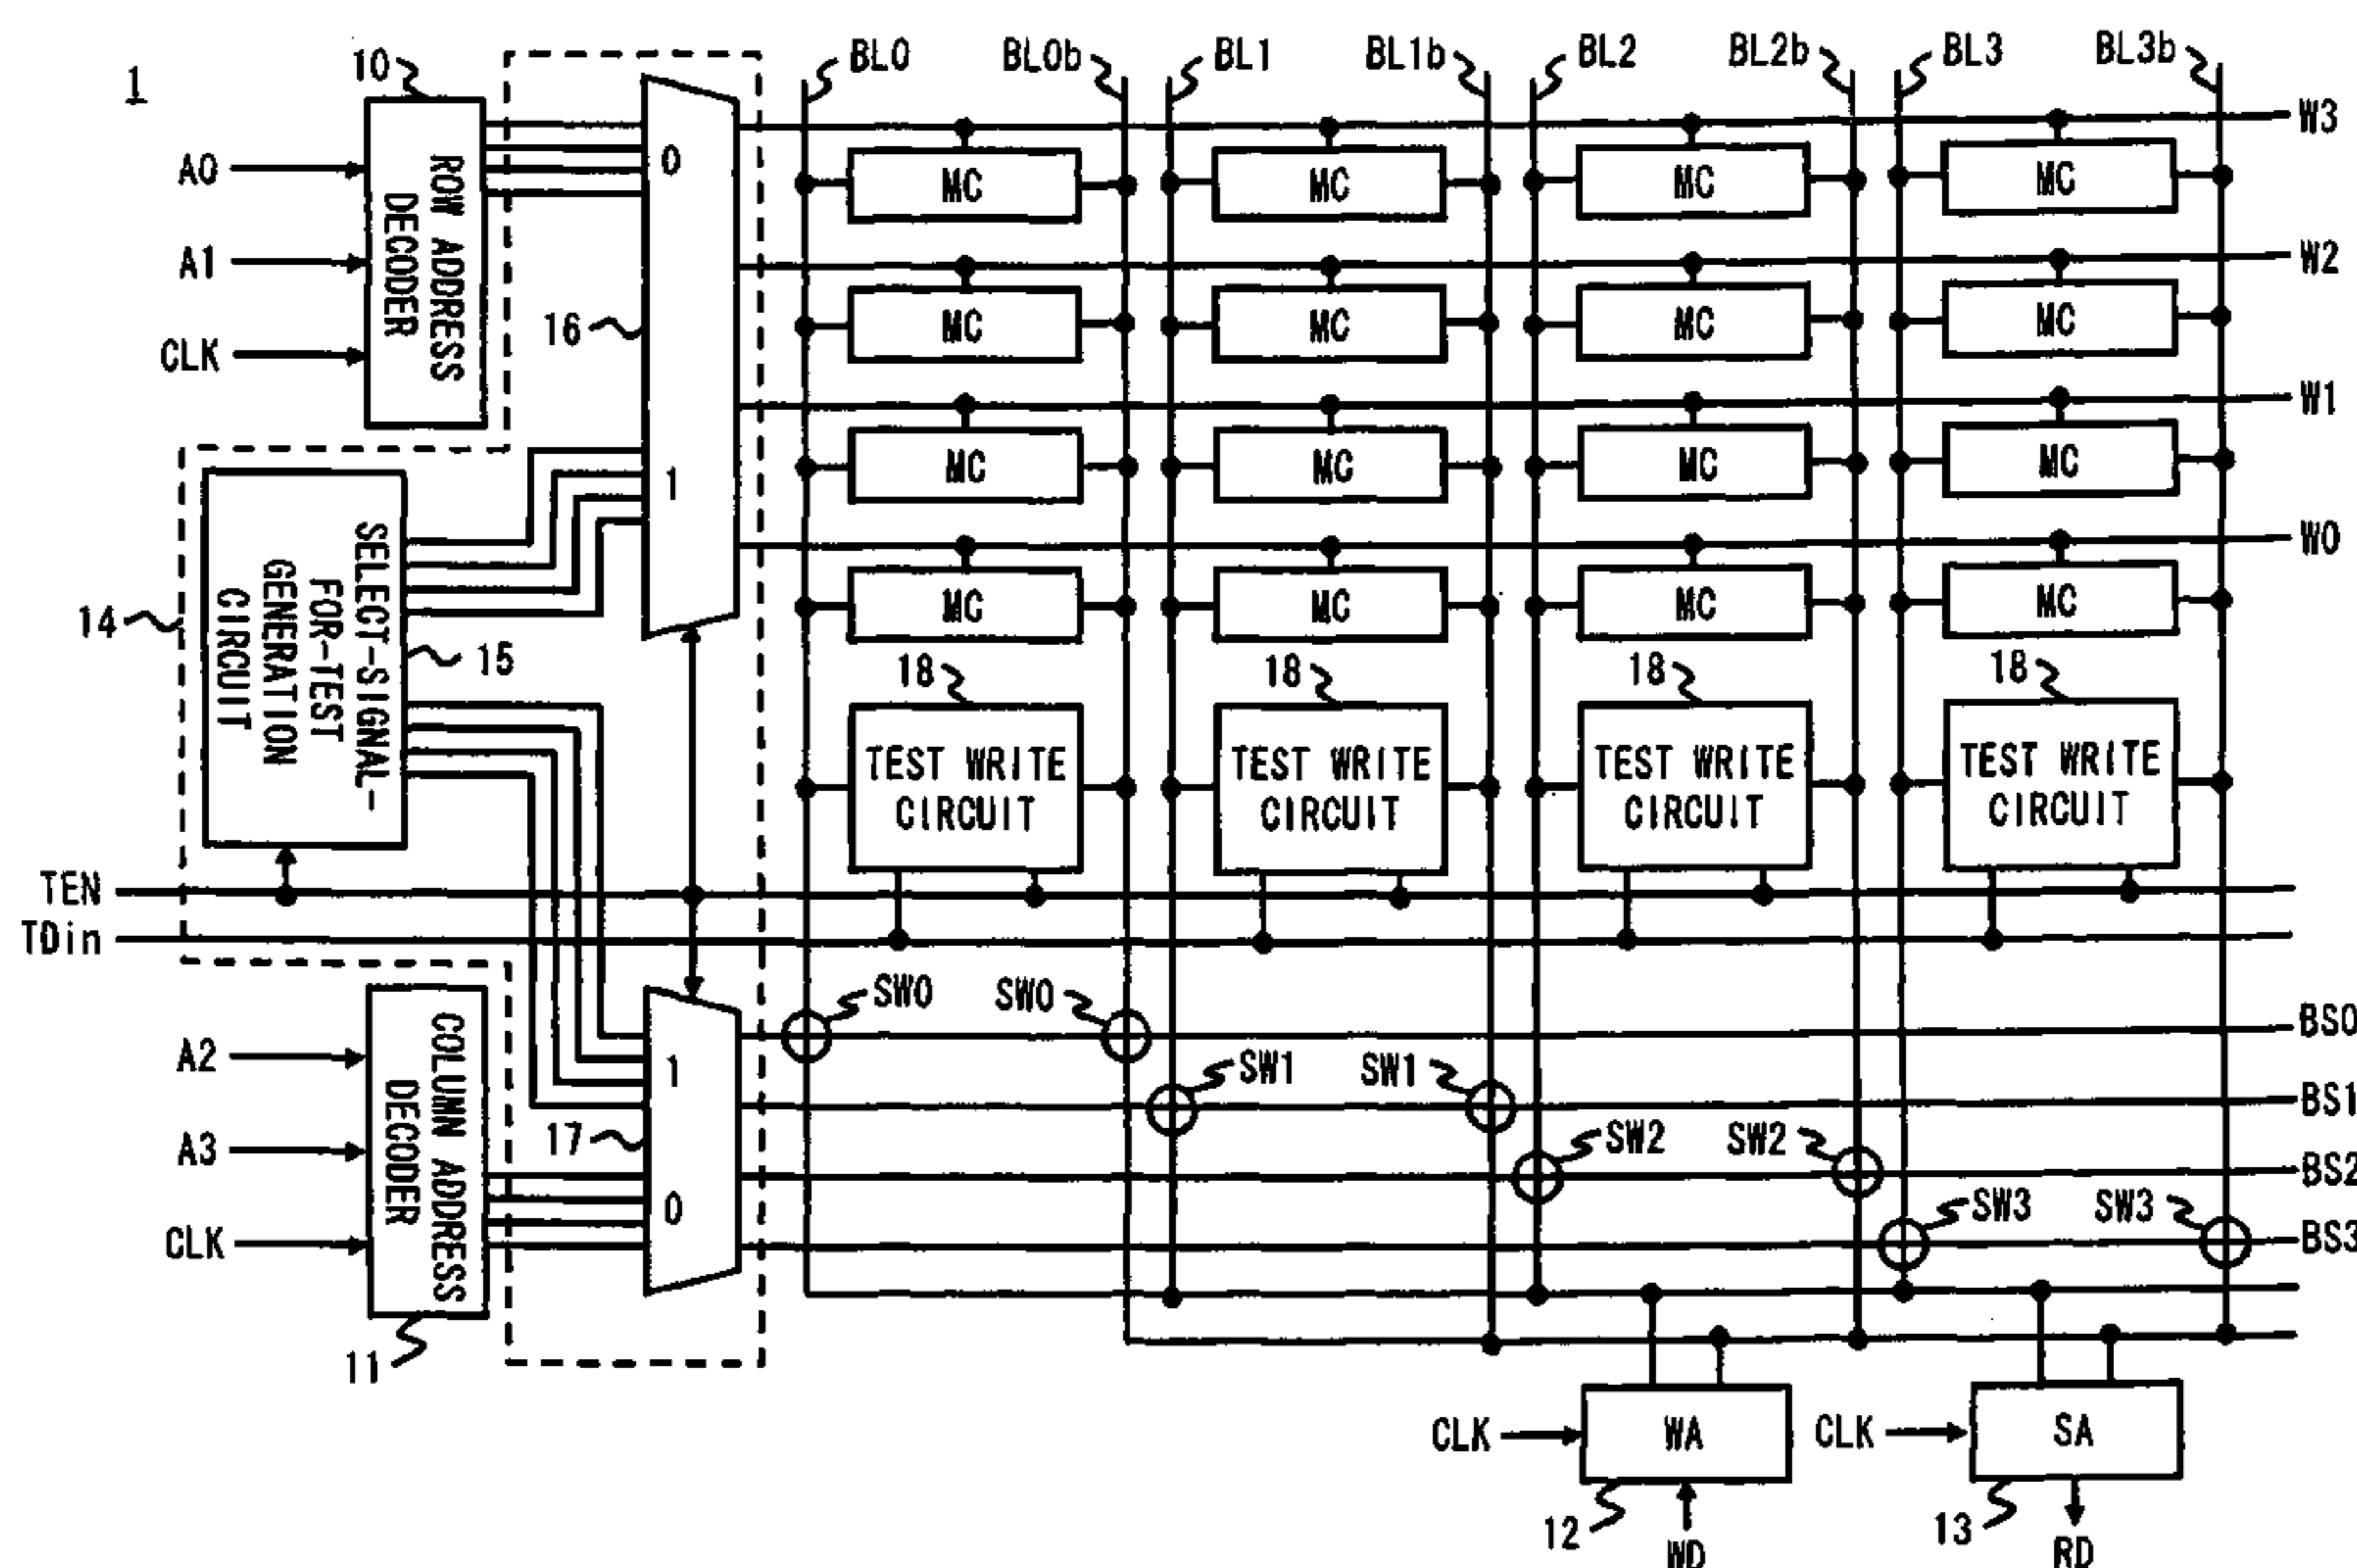 1
10
BL0
BL0b
BL1
BL1b
BL2
BL2b
BL3
BL3b
A0
A1
CLK
ROW ADDRESS
DECODER
0
1
16
W3
MC
MC
MC
MC
W2
MC
MC
MC
MC
W1
MC
MC
MC
MC
W0
MC
MC
MC
MC
14
SELECT-SIGNAL-
FOR-TEST
GENERATION
CIRCUIT
15
18
18
18
18
TEST WRITE
CIRCUIT
TEST WRITE
CIRCUIT
TEST WRITE
CIRCUIT
TEST WRITE
CIRCUIT
TEN
TDin
A2
A3
CLK
COLUMN ADDRESS
DECODER
11
1
0
17
SW0
SW0
BS0
SW1
SW1
BS1
SW2
SW2
BS2
SW3
SW3
BS3
CLK
WA
CLK
SA
12
WD
13
RD